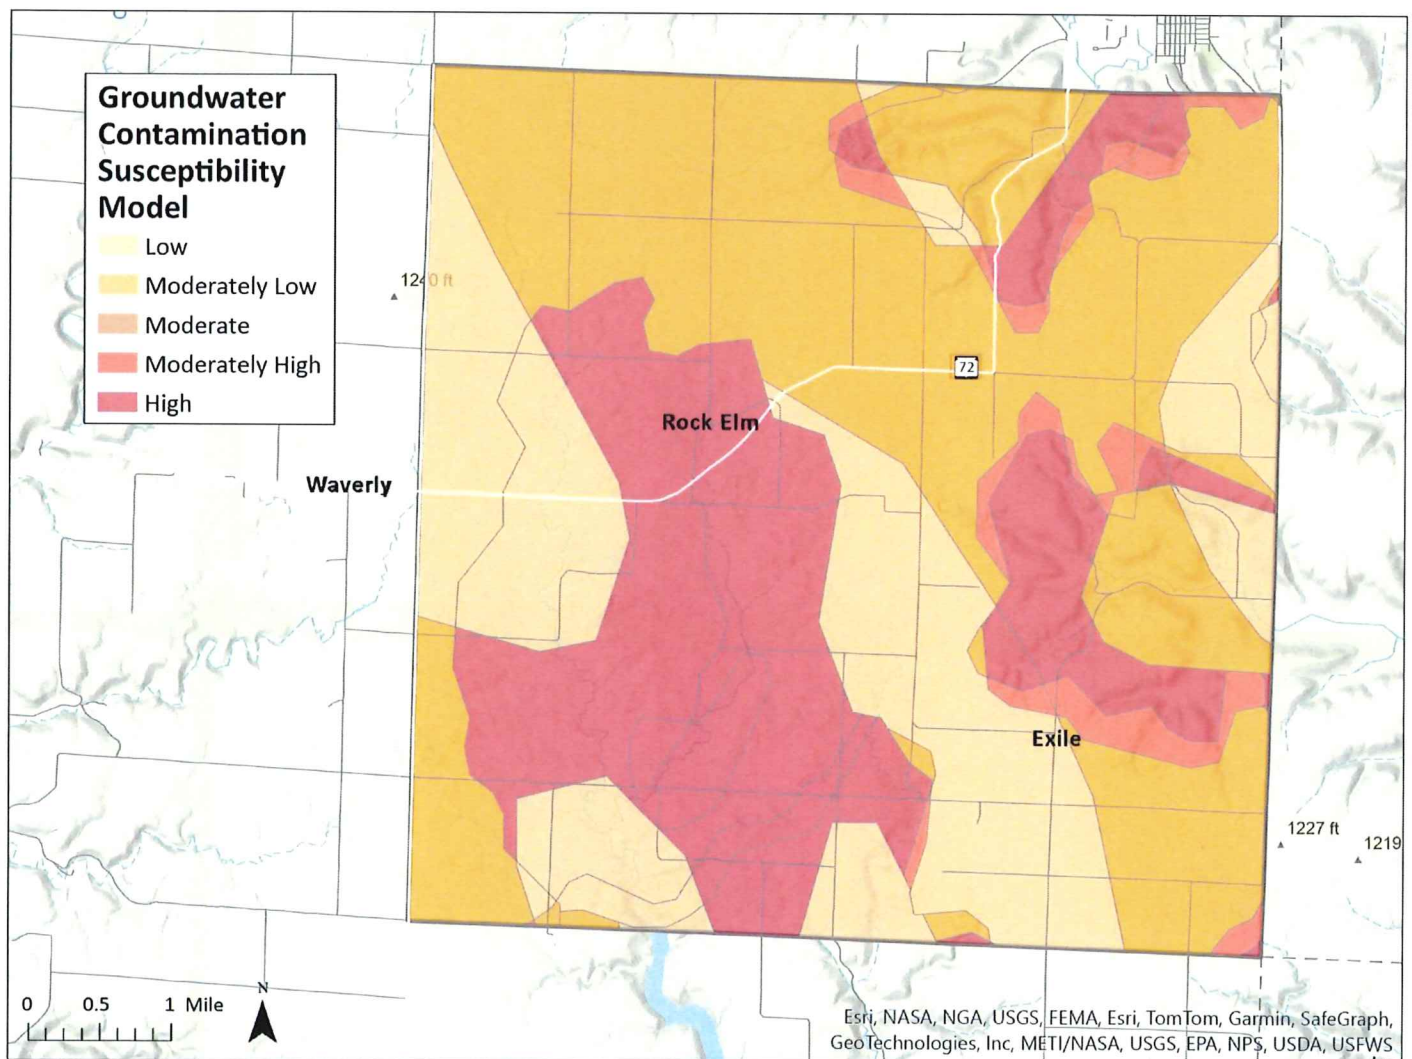 Groundwater
Contamination
Susceptibility
Model
Low
Moderately Low
Moderate
Moderately High
High
1240 ft
72
Rock Elm
Waverly
Exile
1227 ft
1219
0 0.5 1 Mile
N
Esri, NASA, NGA, USGS, FEMA, Esri, TomTom, Garmin, SafeGraph,
GeoTechnologies, Inc, METI/NASA, USGS, EPA, NPS, USDA, USFWS